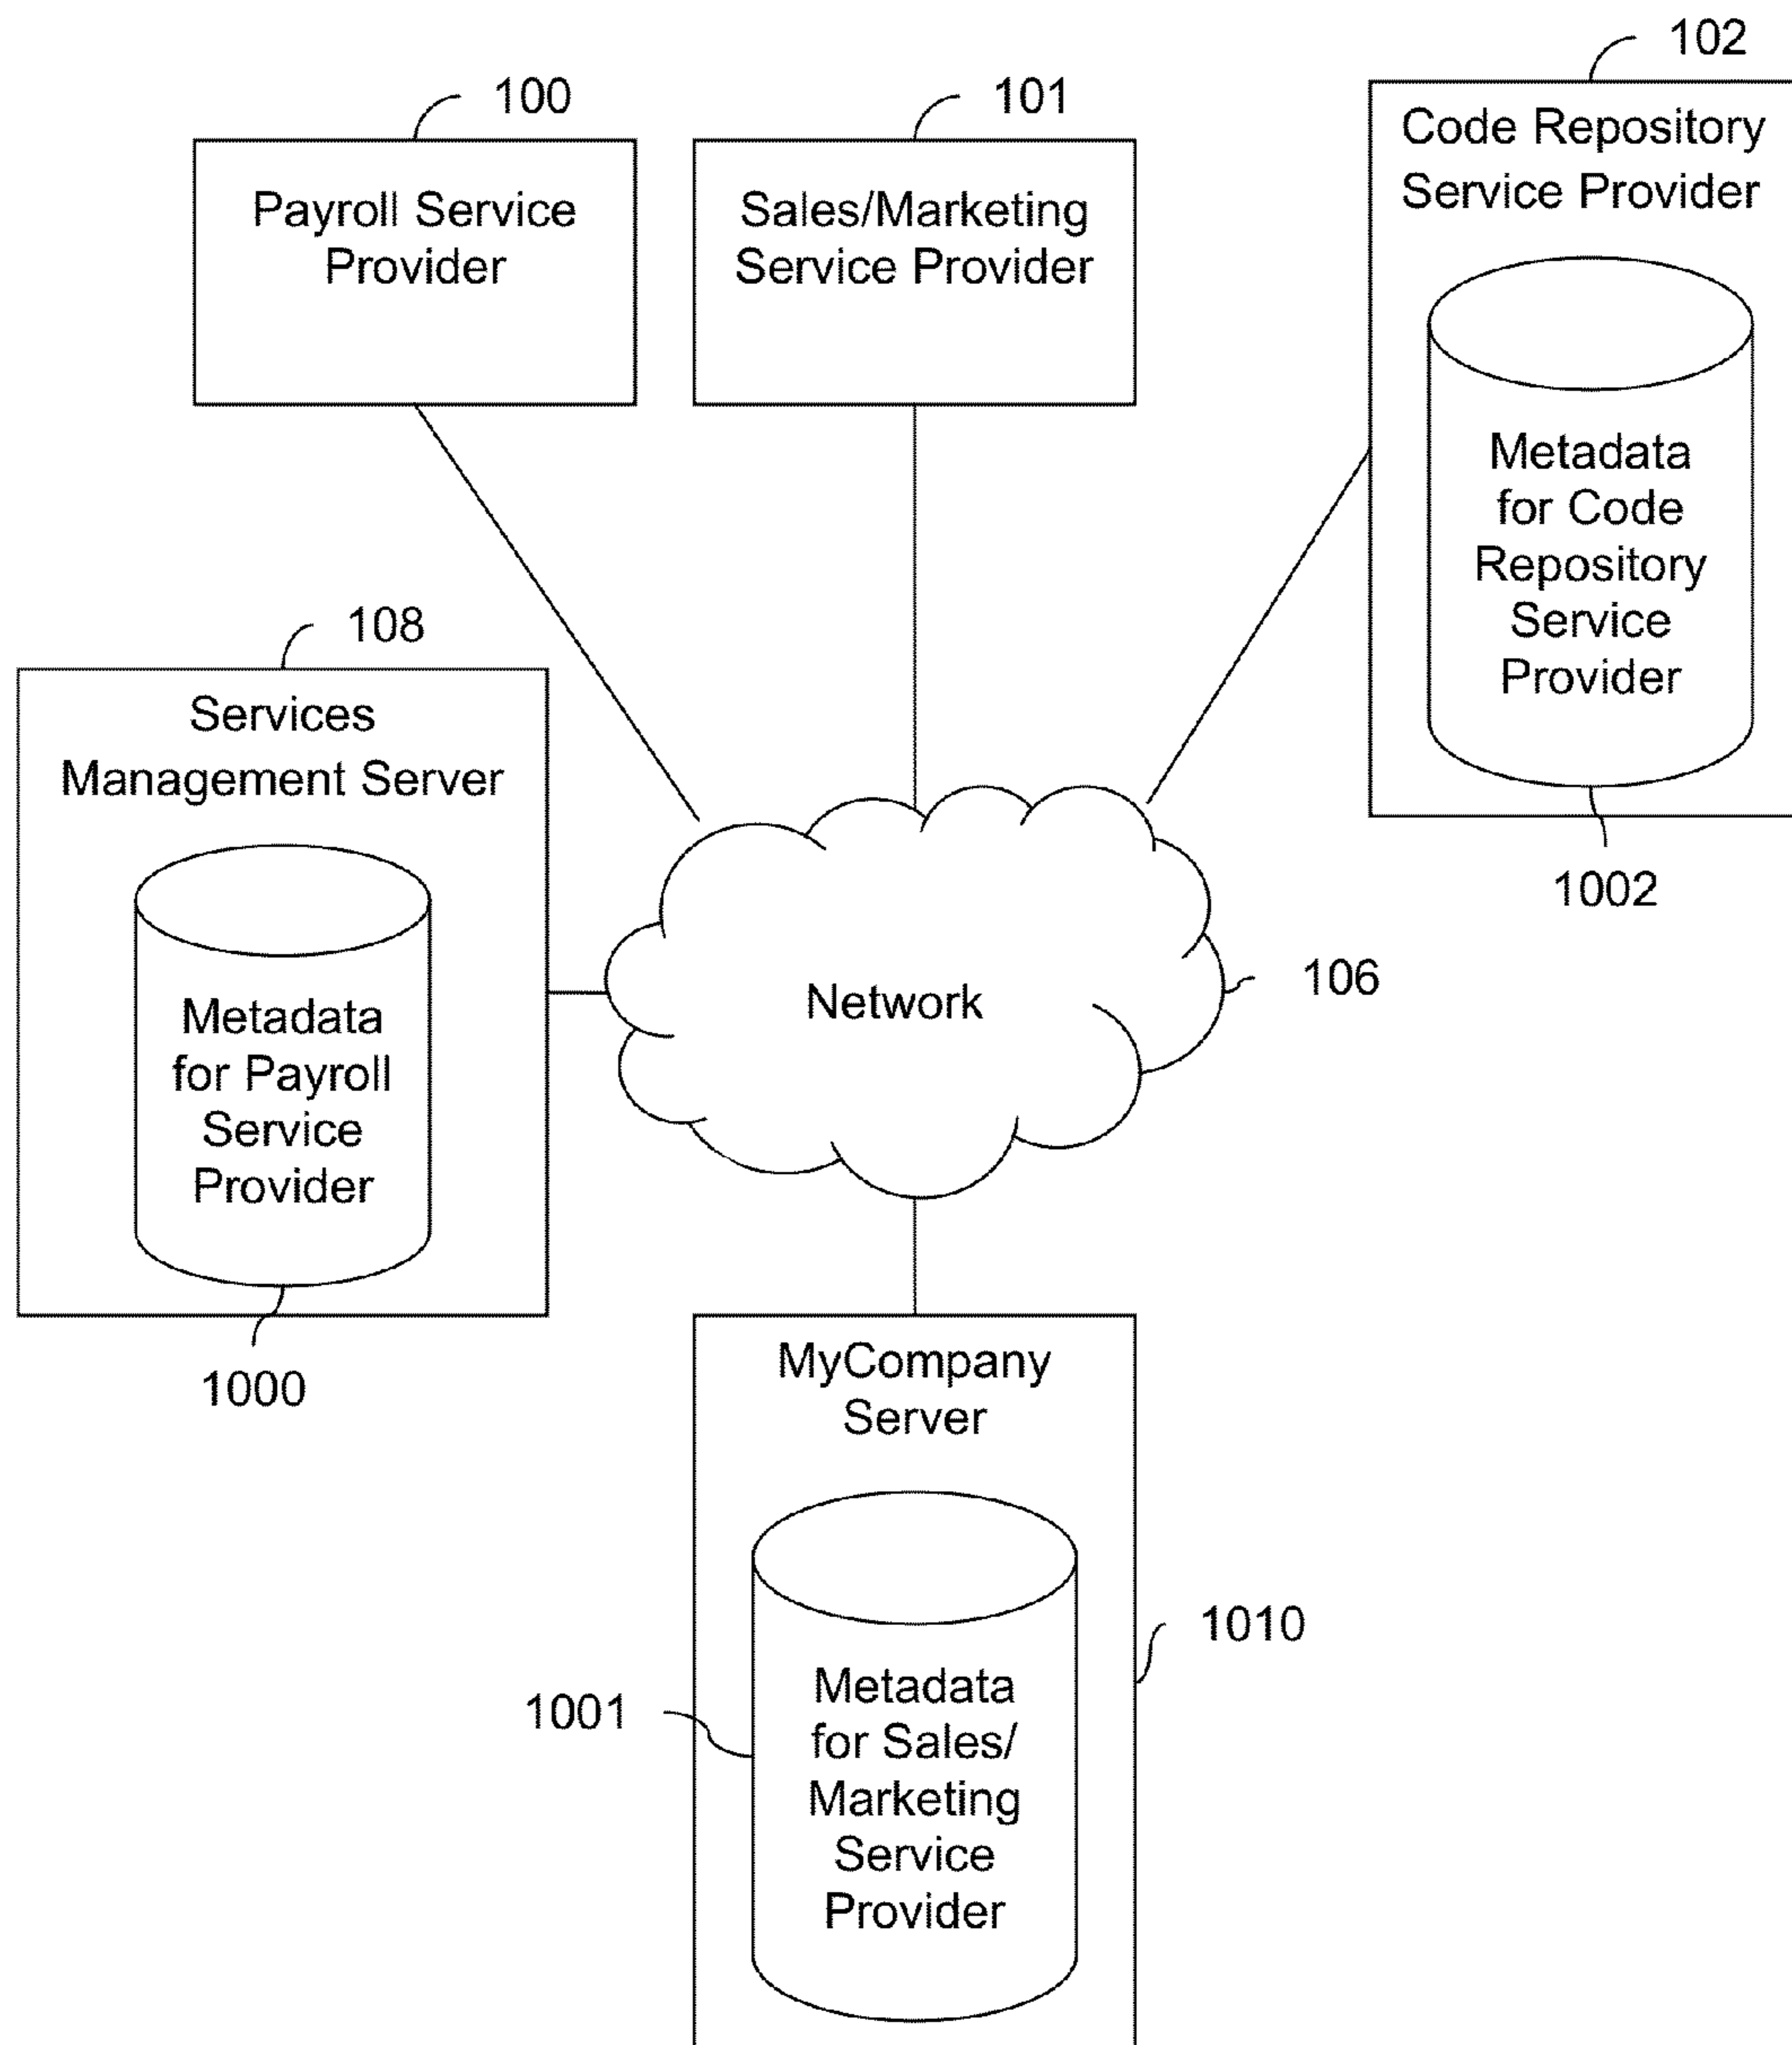 102
100
101
Code Repository
Service Provider
Payroll Service
Provider
Sales/Marketing
Service Provider
Metadata
for Code
Repository
Service
Provider
1002
108
Services
Management Server
Metadata
for Payroll
Service
Provider
1000
Network
106
MyCompany
Server
1010
1001
Metadata
for Sales/
Marketing
Service
Provider